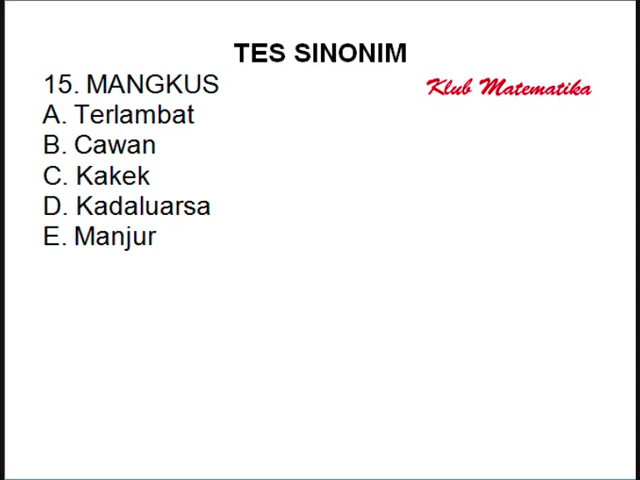 TES SINONIM
15. MANGKUS
Klub Matematika
A. Terlambat
B. Cawan
C. Kakek
D. Kadaluarsa
E. Manjur